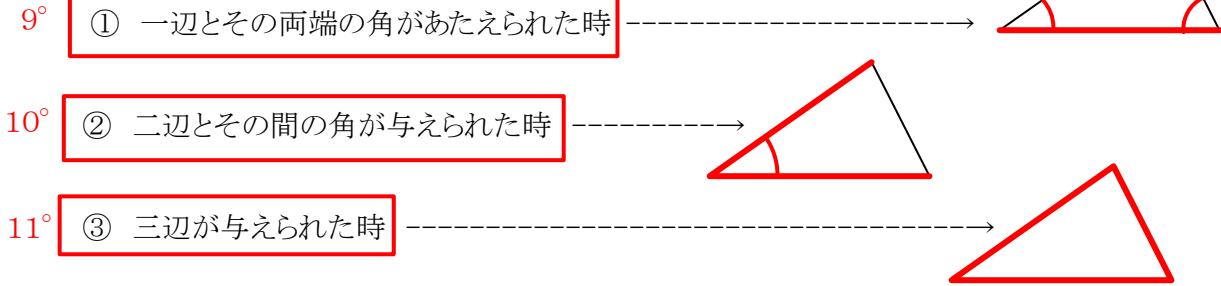 9° ① 一辺とその両端の角があたえられた時
10° ② 二辺とその間の角が与えられた時
11° ③ 三辺が与えられた時